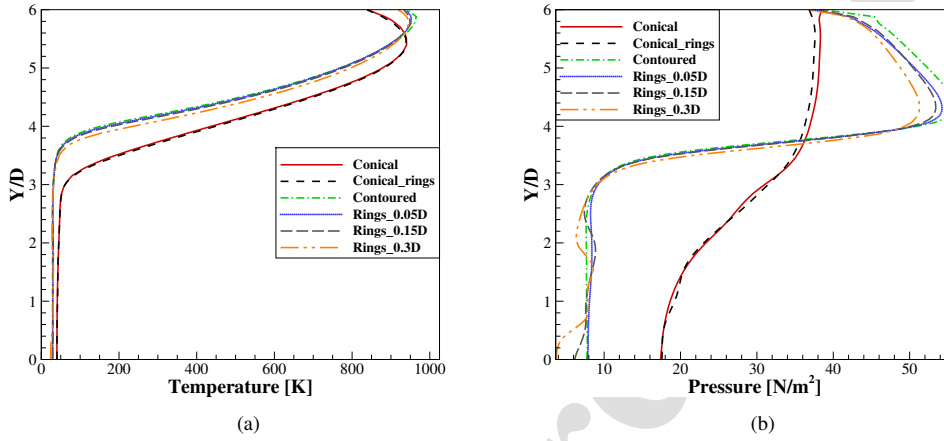 6
5
4
3
2
1
0
Y/D
Conical
Conical_rings
Contoured
Rings_0.05D
Rings_0.15D
Rings_0.3D
0 200 400 600 800 1000
Temperature [K]
(a)
6
5
4
3
2
1
0
Y/D
Conical
Conical_rings
Contoured
Rings_0.05D
Rings_0.15D
Rings_0.3D
10 20 30 40 50
Pressure [N/m²]
(b)